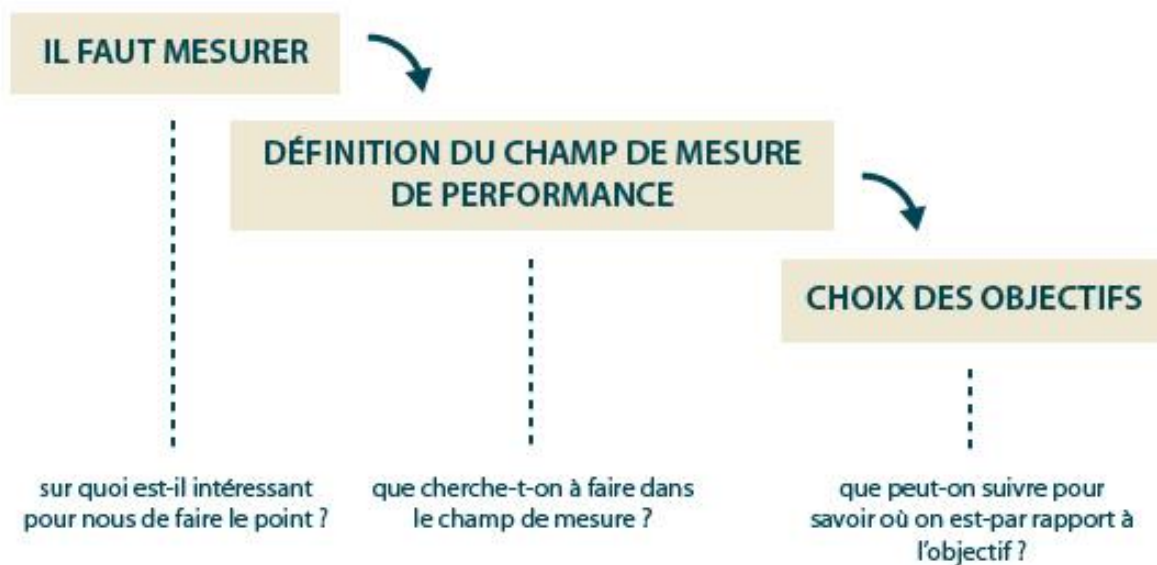 IL FAUT MESURER
DÉFINITION DU CHAMP DE MESURE
DE PERFORMANCE
CHOIX DES OBJECTIFS
sur quoi est-il intéressant
pour nous de faire le point ?
que cherche-t-on à faire dans
le champ de mesure ?
que peut-on suivre pour
savoir où on est-par rapport à
l'objectif ?